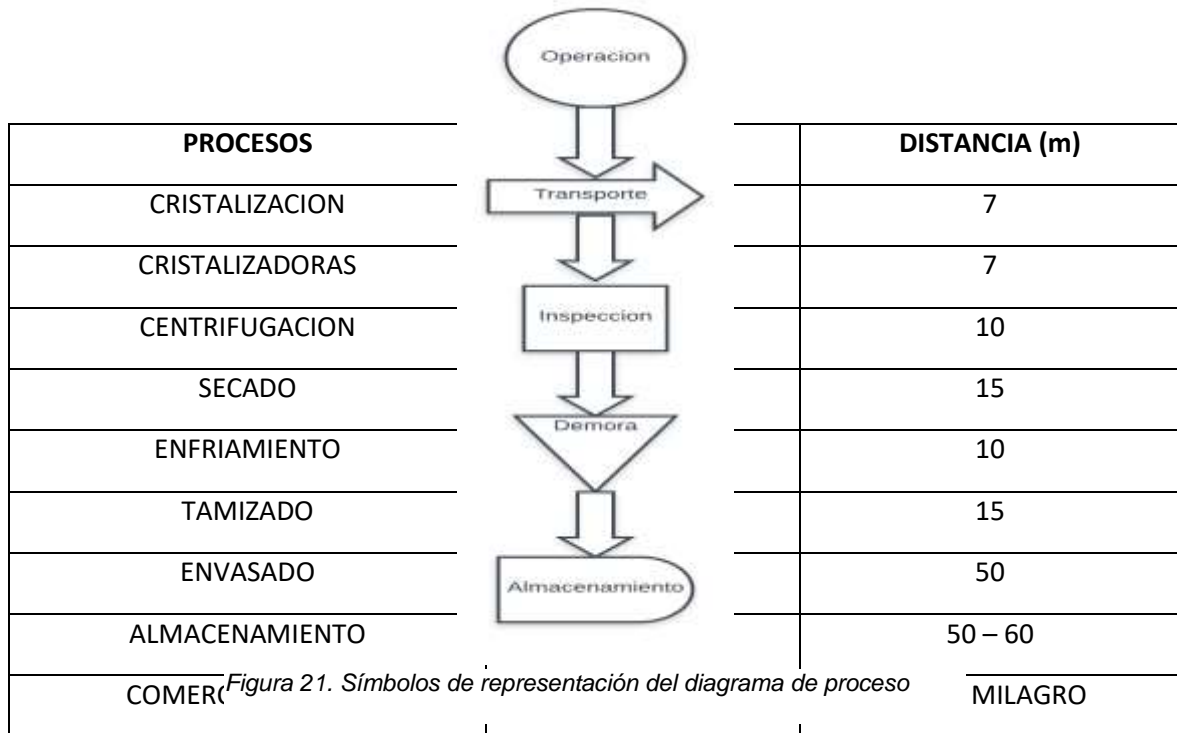 Operacion
PROCESOS DISTANCIA (m)
CRISTALIZACION Transporte 7
CRISTALIZADORAS 7
CENTRIFUGACION Inspeccion 10
SECADO 15
Demora
ENFRIAMIENTO 10
TAMIZADO 15
ENVASADO Almacenamiento 50
ALMACENAMIENTO 50 – 60
Figura 21. Símbolos de representación del diagrama de proceso
MILAGRO